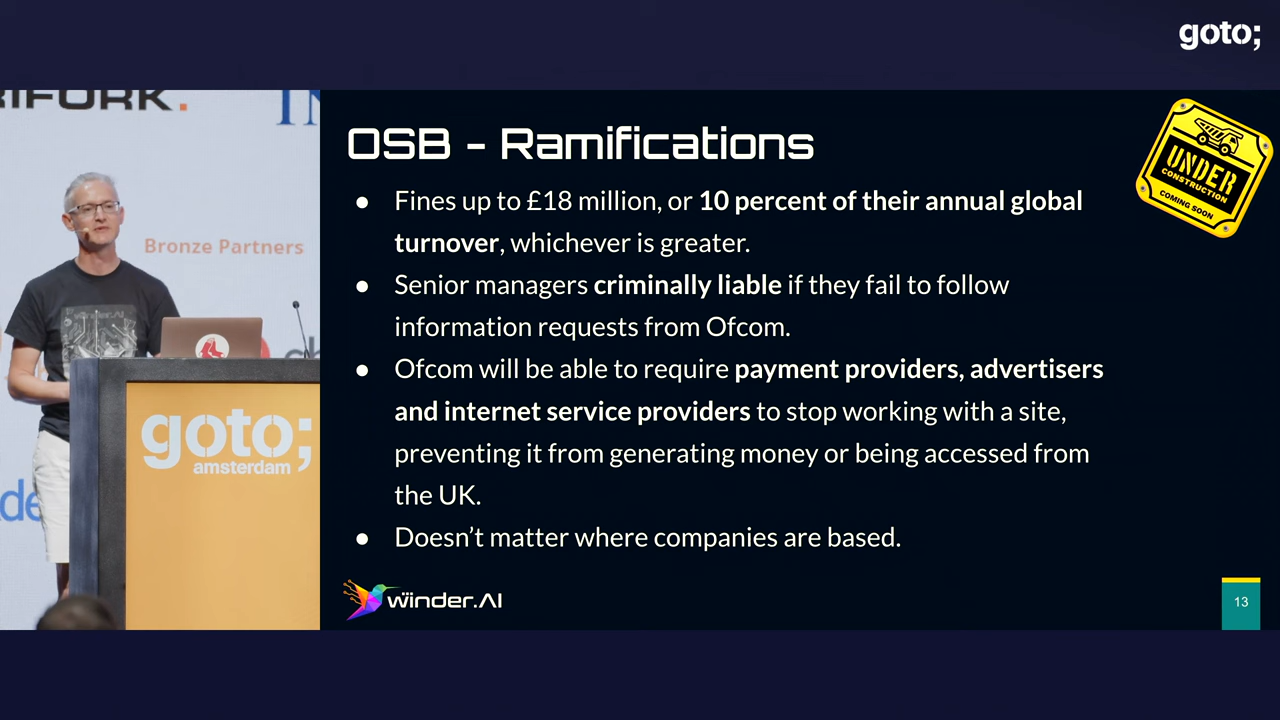 goto;
Bronze Partners
goto;
amsterdam
OSB - Ramifications
UNDER
CONSTRUCTION
COMING SOON
● Fines up to £18 million, or 10 percent of their annual global
turnover, whichever is greater.
● Senior managers criminally liable if they fail to follow
information requests from Ofcom.
● Ofcom will be able to require payment providers, advertisers
and internet service providers to stop working with a site,
preventing it from generating money or being accessed from
the UK.
● Doesn’t matter where companies are based.
winder.AI
13